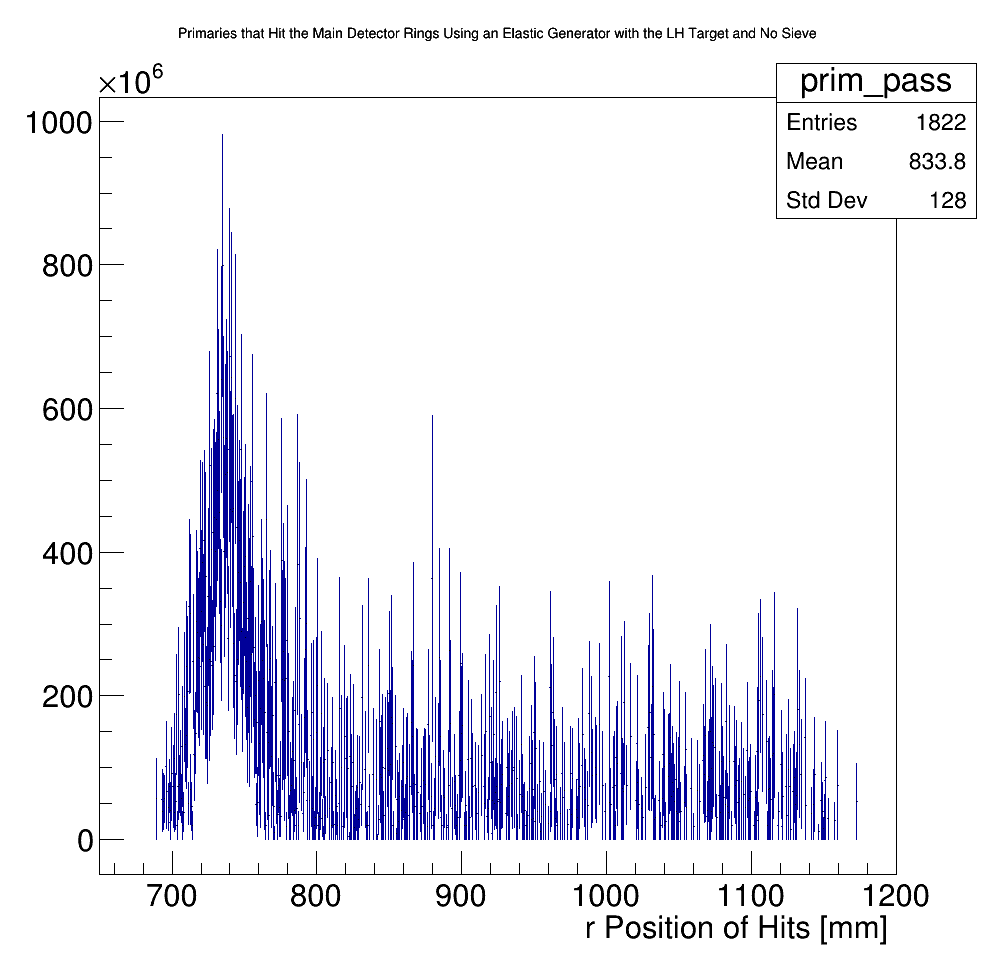 Primaries that Hit the Main Detector Rings Using an Elastic Generator with the LH Target and No Sieve
×10⁶
prim_pass
Entries 1822
Mean 833.8
Std Dev 128
1000
800
600
400
200
0
700 800 900 1000 1100 1200
r Position of Hits [mm]